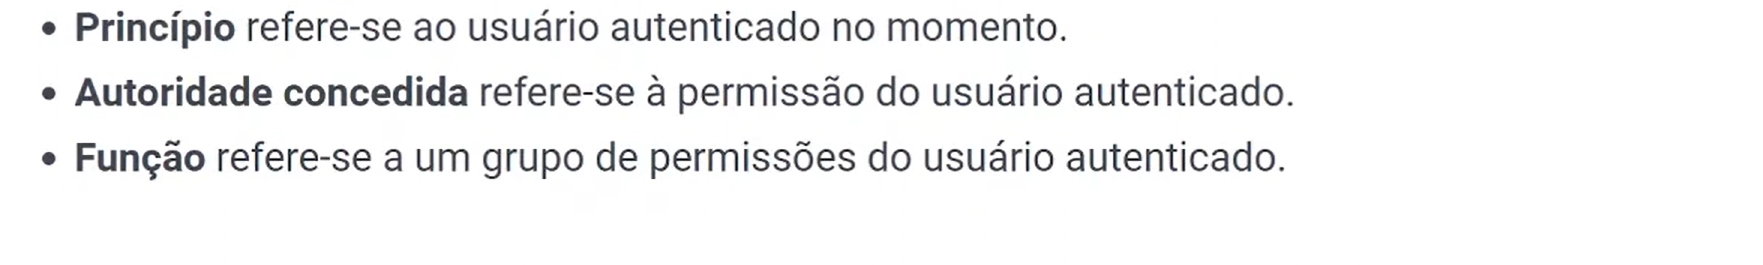 • Princípio refere-se ao usuário autenticado no momento.
• Autoridade concedida refere-se à permissão do usuário autenticado.
• Função refere-se a um grupo de permissões do usuário autenticado.